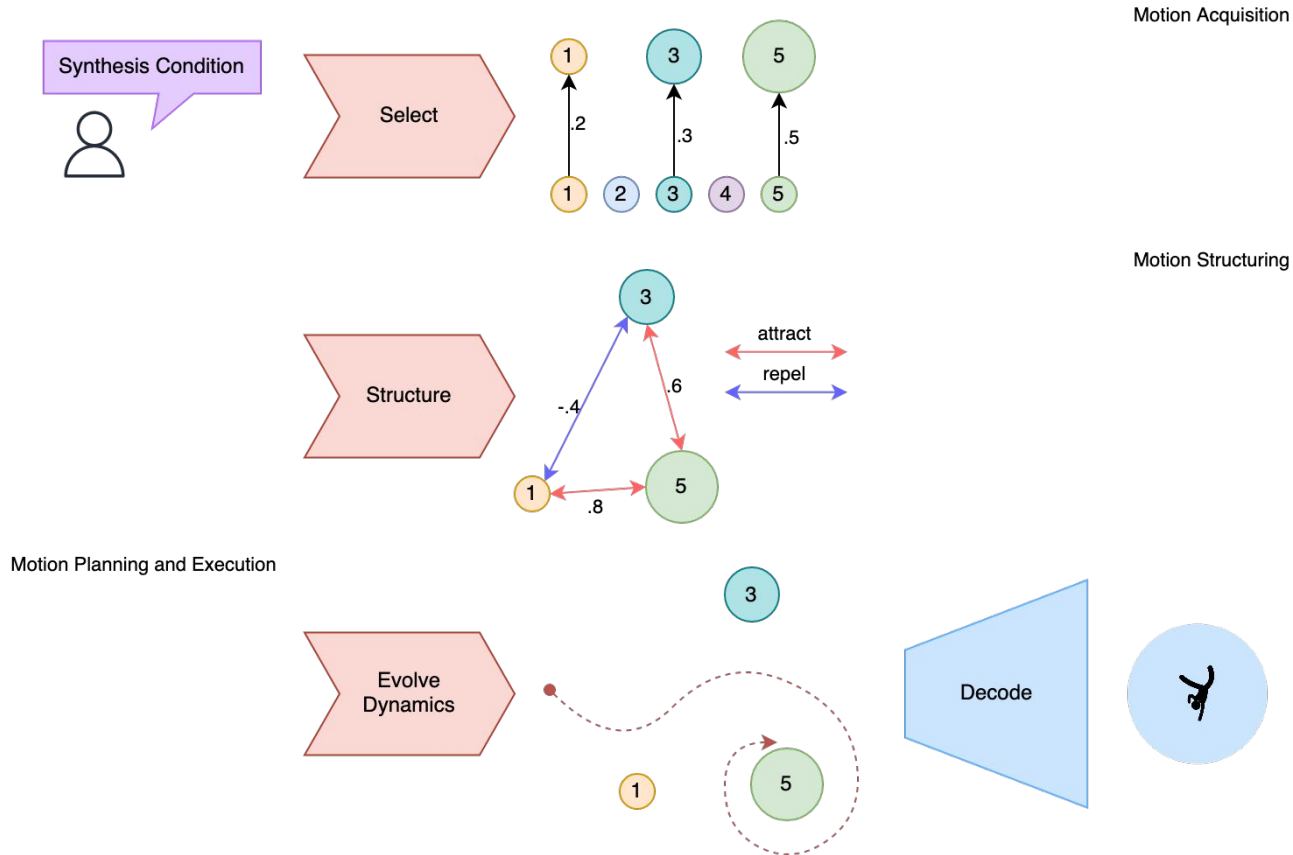 Motion Acquisition
Synthesis Condition
Select
1
3
5
.2
.3
.5
1
2
3
4
5
Motion Structuring
Structure
3
attract
repel
-.4
.6
1
5
.8
Motion Planning and Execution
3
Evolve
Dynamics
Decode
1
5